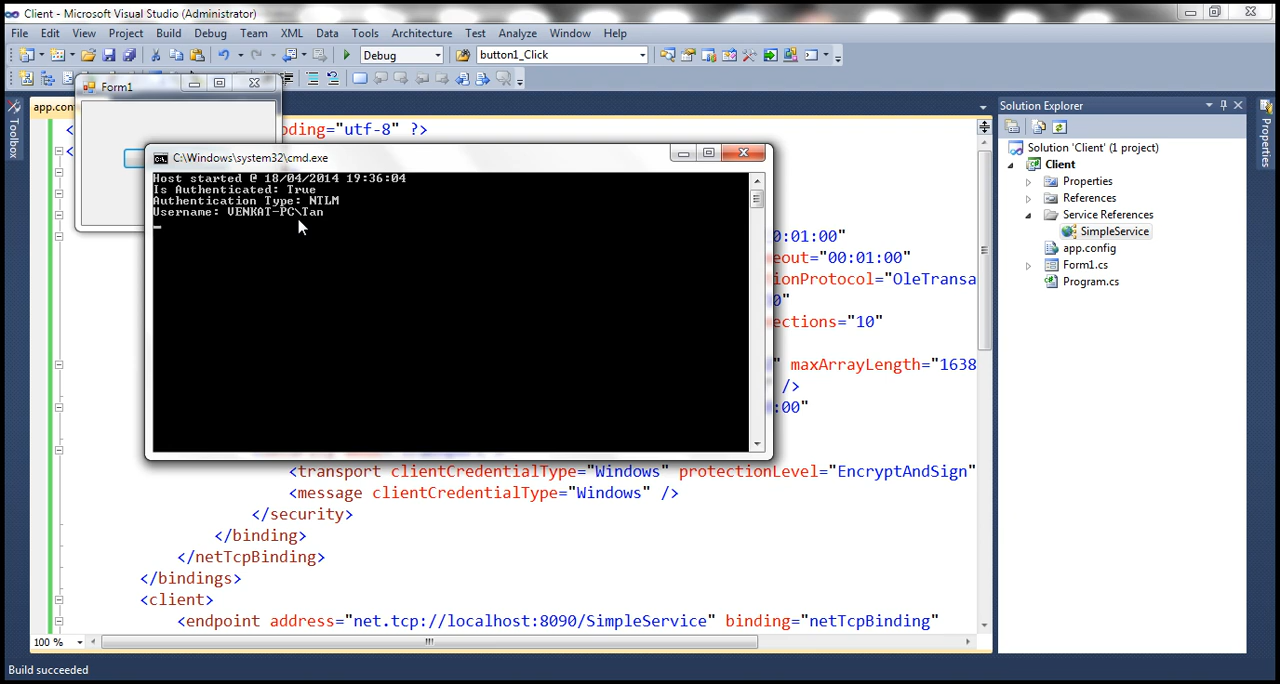 Client - Microsoft Visual Studio (Administrator)
File Edit View Project Build Debug Team XML Data Tools Architecture Test Analyze Window Help
Debug button1_Click
Form1
app.con
oding="utf-8" ?>
C:\Windows\system32\cmd.exe
Host started @ 18/04/2014 19:36:04
Is Authenticated: True
Authentication Type: NTLM
Username: VENKAT-PC\Tan
0:01:00"
eout="00:01:00"
ionProtocol="OleTransa
0"
ections="10"
" maxArrayLength="1638
/>
:00"
<transport clientCredentialType="Windows" protectionLevel="EncryptAndSign"
<message clientCredentialType="Windows" />
</security>
</binding>
</netTcpBinding>
</bindings>
<client>
<endpoint address="net.tcp://localhost:8090/SimpleService" binding="netTcpBinding"
100 %
Build succeeded
Toolbox
Solution Explorer
Solution 'Client' (1 project)
Client
Properties
References
Service References
SimpleService
app.config
Form1.cs
Program.cs
Properties